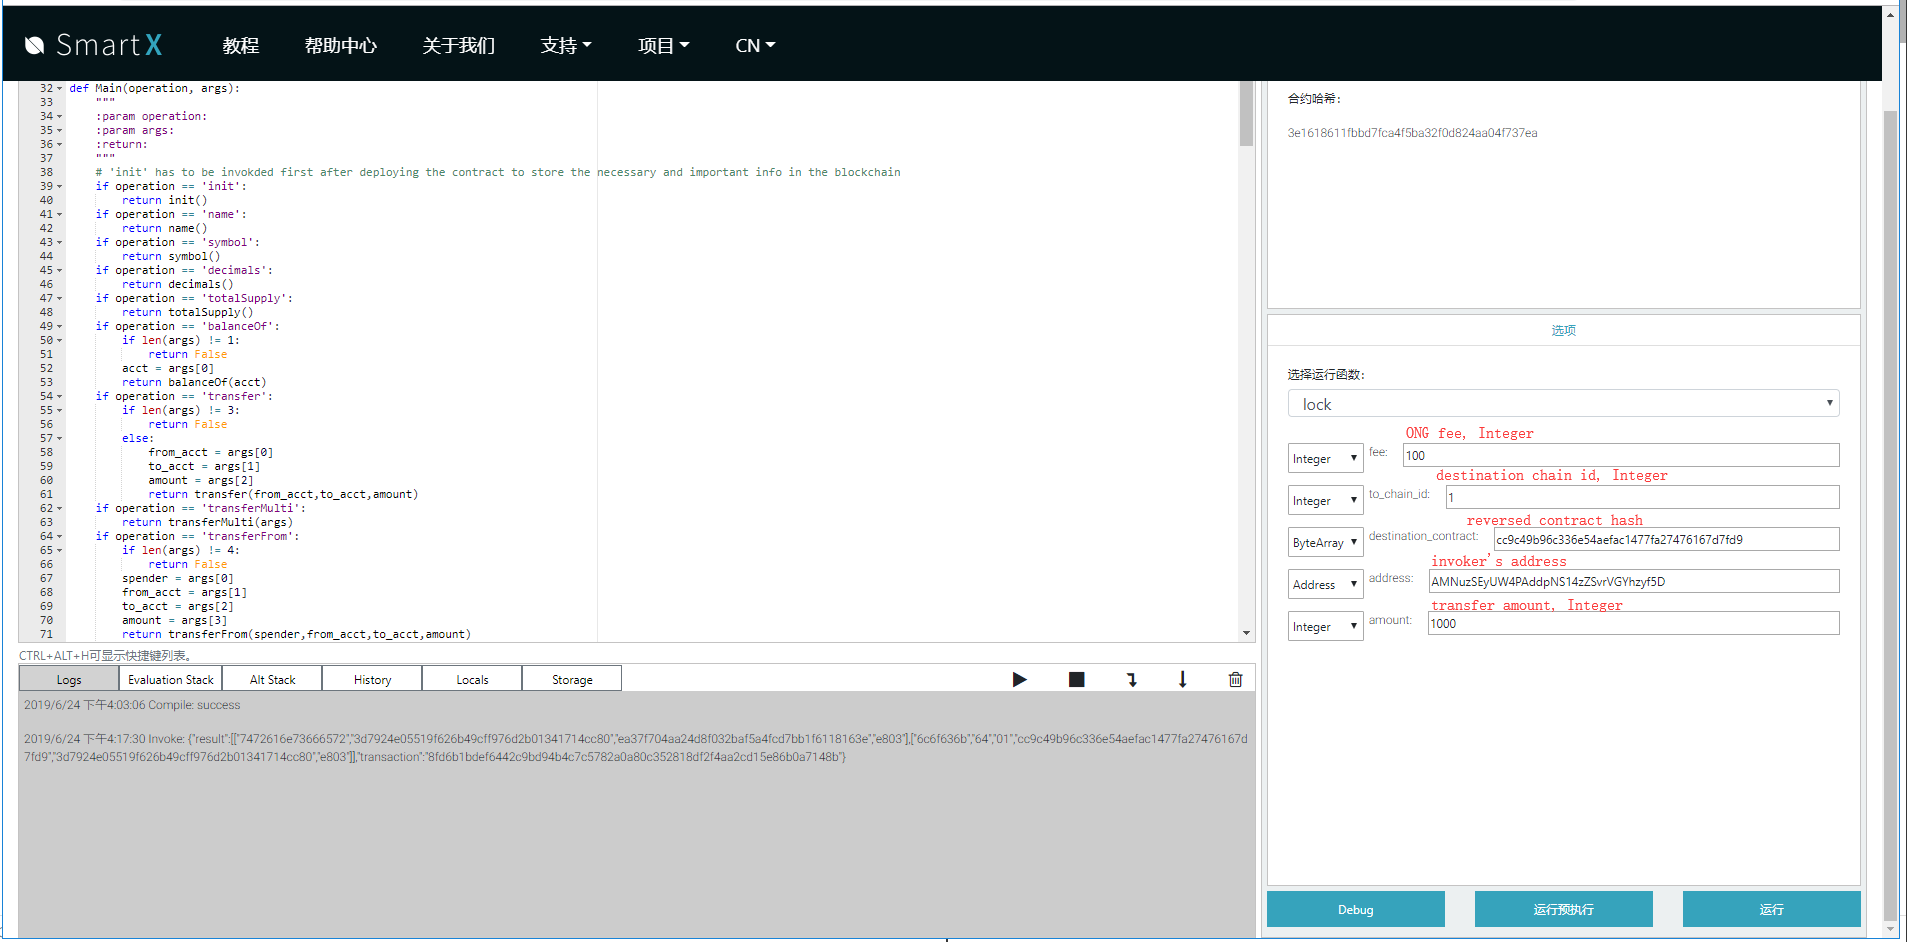 SmartX 教程 帮助中心 关于我们 支持 项目 CN
32 def Main(operation, args):
33 """
34 :param operation:
35 :param args:
36 :return:
37 """
38 # 'init' has to be invokded first after deploying the contract to store the necessary and important info in the blockchain
39 if operation == 'init':
40 return init()
41 if operation == 'name':
42 return name()
43 if operation == 'symbol':
44 return symbol()
45 if operation == 'decimals':
46 return decimals()
47 if operation == 'totalSupply':
48 return totalSupply()
49 if operation == 'balanceOf':
50 if len(args) != 1:
51 return False
52 acct = args[0]
53 return balanceOf(acct)
54 if operation == 'transfer':
55 if len(args) != 3:
56 return False
57 else:
58 from_acct = args[0]
59 to_acct = args[1]
60 amount = args[2]
61 return transfer(from_acct,to_acct,amount)
62 if operation == 'transferMulti':
63 return transferMulti(args)
64 if operation == 'transferFrom':
65 if len(args) != 4:
66 return False
67 spender = args[0]
68 from_acct = args[1]
69 to_acct = args[2]
70 amount = args[3]
71 return transferFrom(spender,from_acct,to_acct,amount)
CTRL+ALT+H可显示快捷键列表。
Logs Evaluation Stack Alt Stack History Locals Storage
2019/6/24 下午4:03:06 Compile: success
2019/6/24 下午4:17:30 Invoke: {"result":[["7472616e73666572","3d7924e05519f626b49cff976d2b01341714cc80","ea37f704aa24d8f032baf5a4fcd7bb1f6118163e","e803"],["6c6f636b","64","01","cc9c49b96c336e54aefac1477fa27476167d
7fd9","3d7924e05519f626b49cff976d2b01341714cc80","e803"]],"transaction":"8fd6b1bdef6442c9bd94b4c7c5782a0a80c352818df2f4aa2cd15e86b0a7148b"}
合约哈希：
3e1618611fbbd7fca4f5ba32f0d824aa04f737ea
选项
选择运行函数：
lock
ONG fee, Integer
Integer fee: 100
destination chain id, Integer
Integer to_chain_id: 1
reversed contract hash
ByteArray destination_contract: cc9c49b96c336e54aefac1477fa27476167d7fd9
invoker's address
Address address: AMNuzSEyUW4PAddpNS14zZSvrVGYhzyf5D
transfer amount, Integer
Integer amount: 1000
Debug 运行预执行 运行